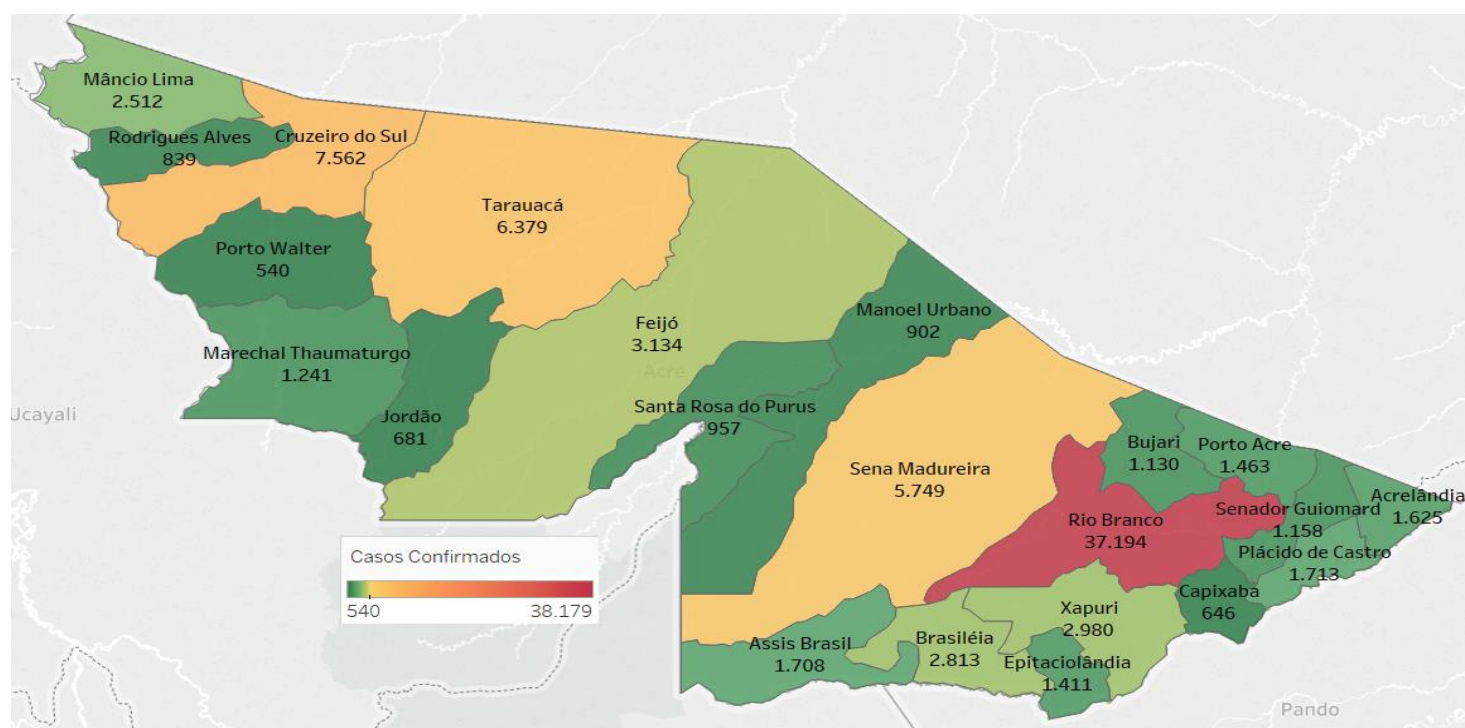 Mâncio Lima
2.512
Rodrigues Alves
839
Cruzeiro do Sul
7.562
Tarauacá
6.379
Porto Walter
540
Marechal Thaumaturgo
1.241
Jordão
681
Feijó
3.134
Acre
Manoel Urbano
902
Santa Rosa do Purus
957
Sena Madureira
5.749
Bujari
1.130
Porto Acre
1.463
Rio Branco
37.194
Senador Guiomard
1.158
Acrelândia
1.625
Plácido de Castro
1.713
Capixaba
646
Xapuri
2.980
Assis Brasil
1.708
Brasiléia
2.813
Epitaciolândia
1.411
Ucayali
Pando
Casos Confirmados
540
38.179